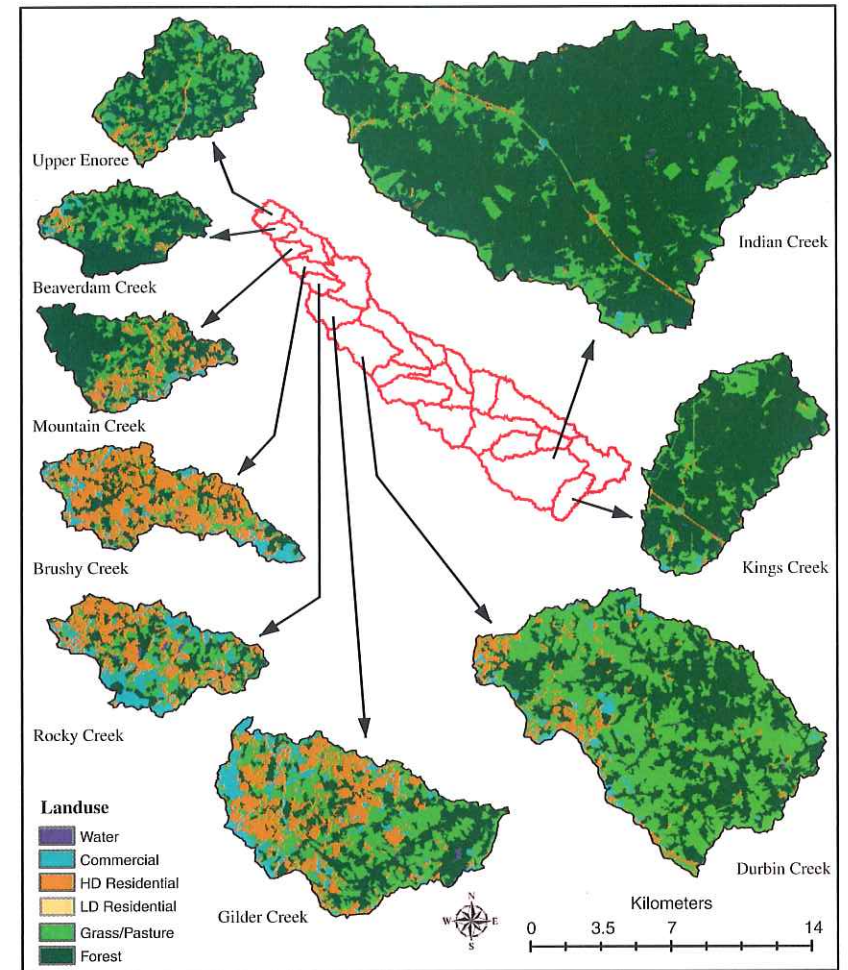 Upper Enoree
Indian Creek
Beaverdam Creek
Mountain Creek
Brushy Creek
Kings Creek
Rocky Creek
Durbin Creek
Gilder Creek
Landuse
Water
Commercial
HD Residential
LD Residential
Grass/Pasture
Forest
N
W E
S
Kilometers
0 3.5 7 14